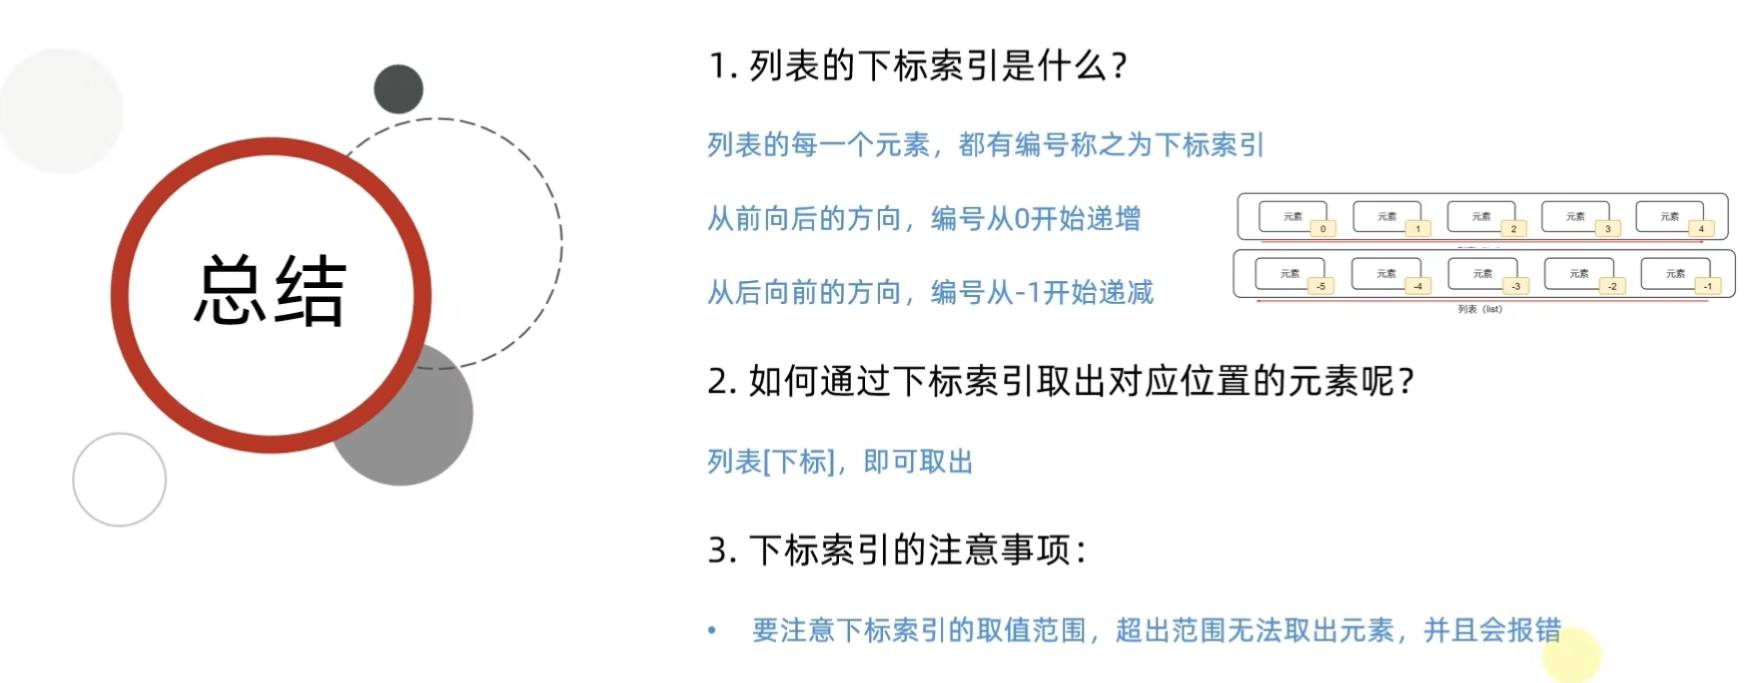 总结
1. 列表的下标索引是什么？
列表的每一个元素，都有编号称之为下标索引
从前向后的方向，编号从0开始递增
从后向前的方向，编号从-1开始递减
元素 0 元素 1 元素 2 元素 3 元素 4
元素 -5 元素 -4 元素 -3 元素 -2 元素 -1
列表（list）
2. 如何通过下标索引取出对应位置的元素呢？
列表[下标]，即可取出
3. 下标索引的注意事项：
• 要注意下标索引的取值范围，超出范围无法取出元素，并且会报错